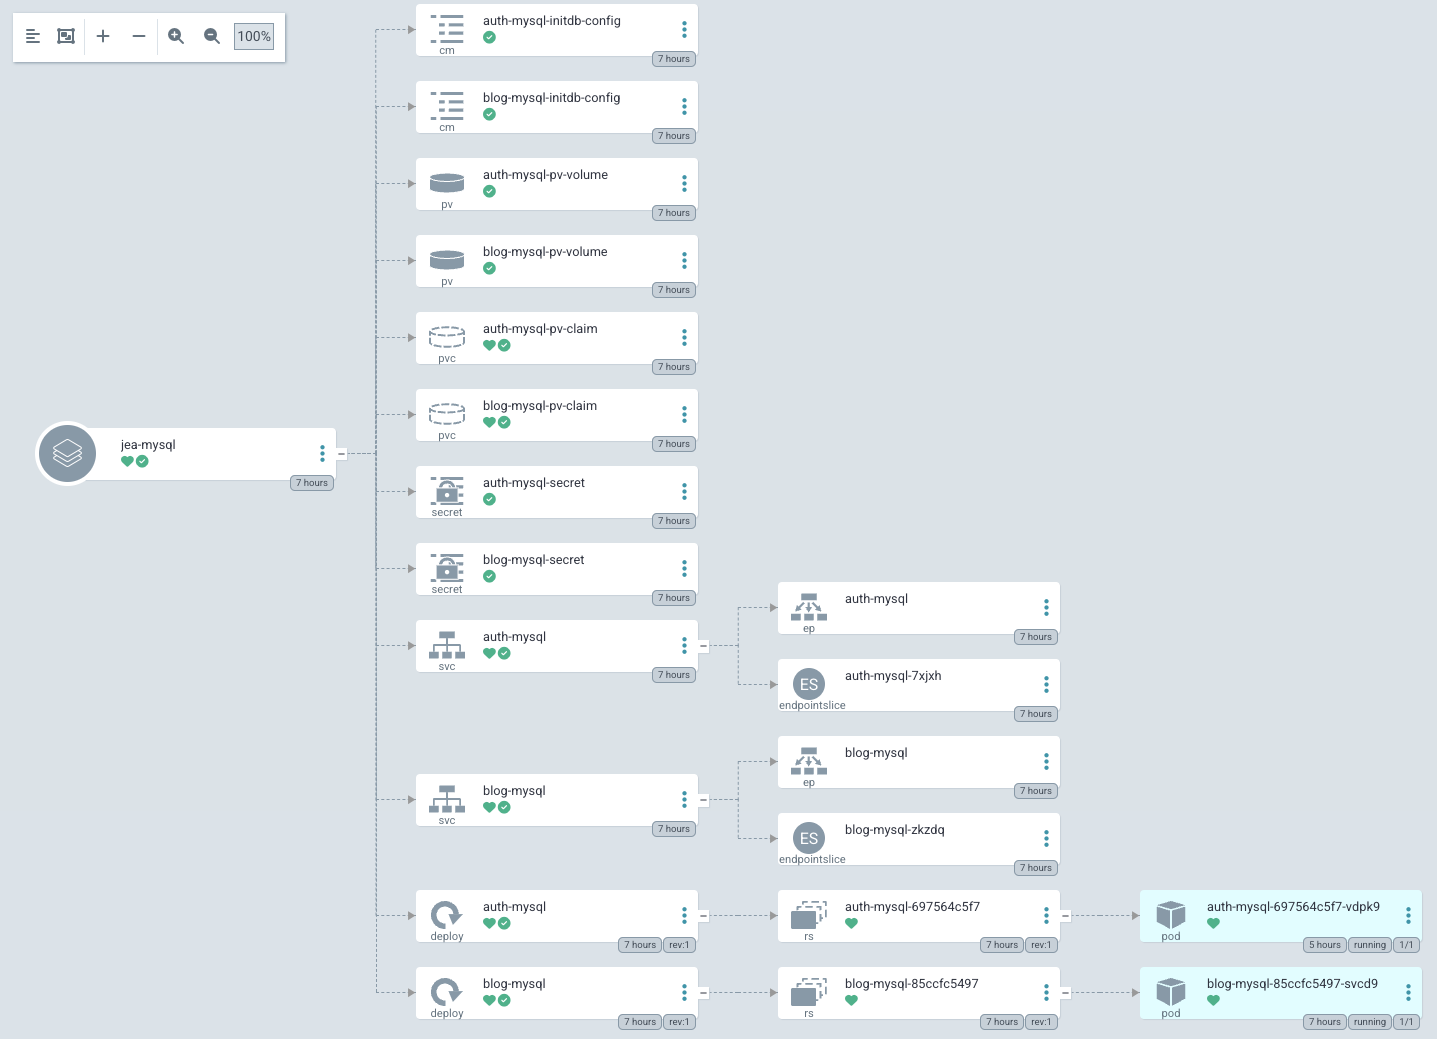 100%
auth-mysql-initdb-config
cm
7 hours
blog-mysql-initdb-config
cm
7 hours
auth-mysql-pv-volume
pv
7 hours
blog-mysql-pv-volume
pv
7 hours
auth-mysql-pv-claim
pvc
7 hours
blog-mysql-pv-claim
pvc
7 hours
jea-mysql
7 hours
auth-mysql-secret
secret
7 hours
blog-mysql-secret
secret
7 hours
auth-mysql
svc
7 hours
auth-mysql
ep
7 hours
auth-mysql-7xjxh
ES
endpointslice
7 hours
blog-mysql
svc
7 hours
blog-mysql
ep
7 hours
blog-mysql-zkzdq
ES
endpointslice
7 hours
auth-mysql
deploy
7 hours rev:1
auth-mysql-697564c5f7
rs
7 hours rev:1
auth-mysql-697564c5f7-vdpk9
pod
5 hours running 1/1
blog-mysql
deploy
7 hours rev:1
blog-mysql-85ccfc5497
rs
7 hours rev:1
blog-mysql-85ccfc5497-svcd9
pod
7 hours running 1/1